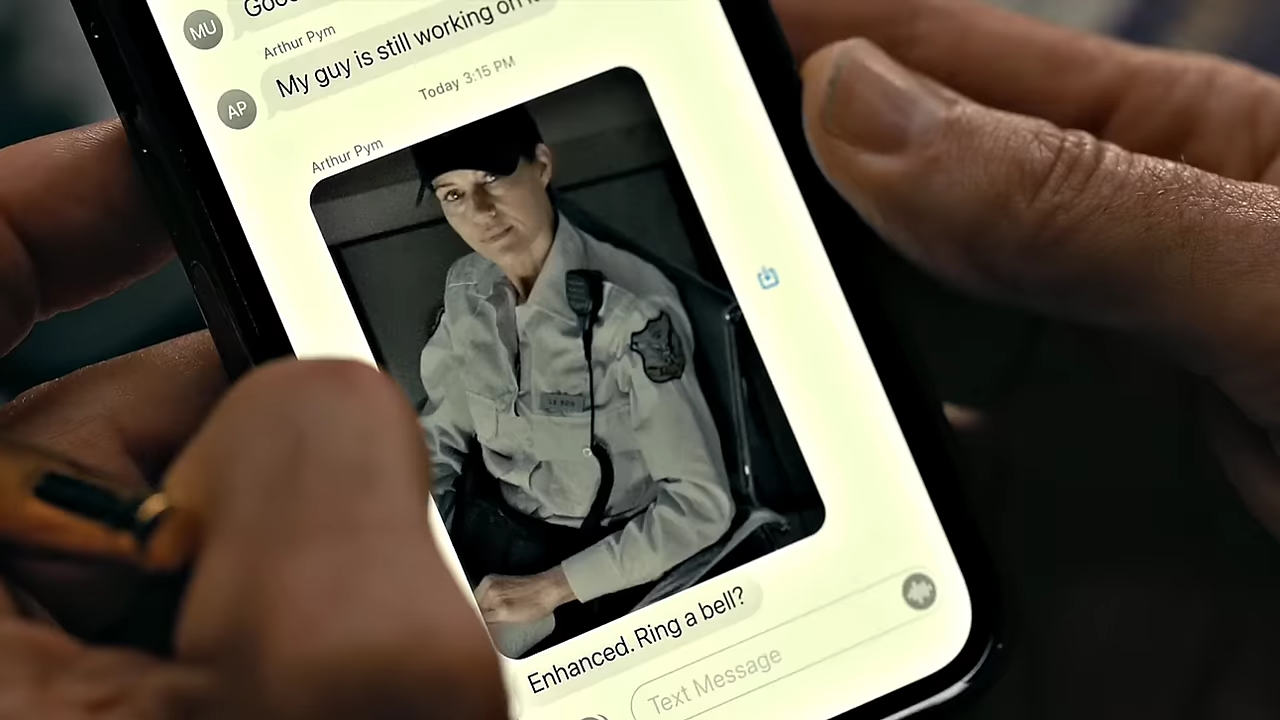 MU
Arthur Pym
AP
My guy is still working on
Today 3:15 PM
Arthur Pym
Enhanced. Ring a bell?
Text Message